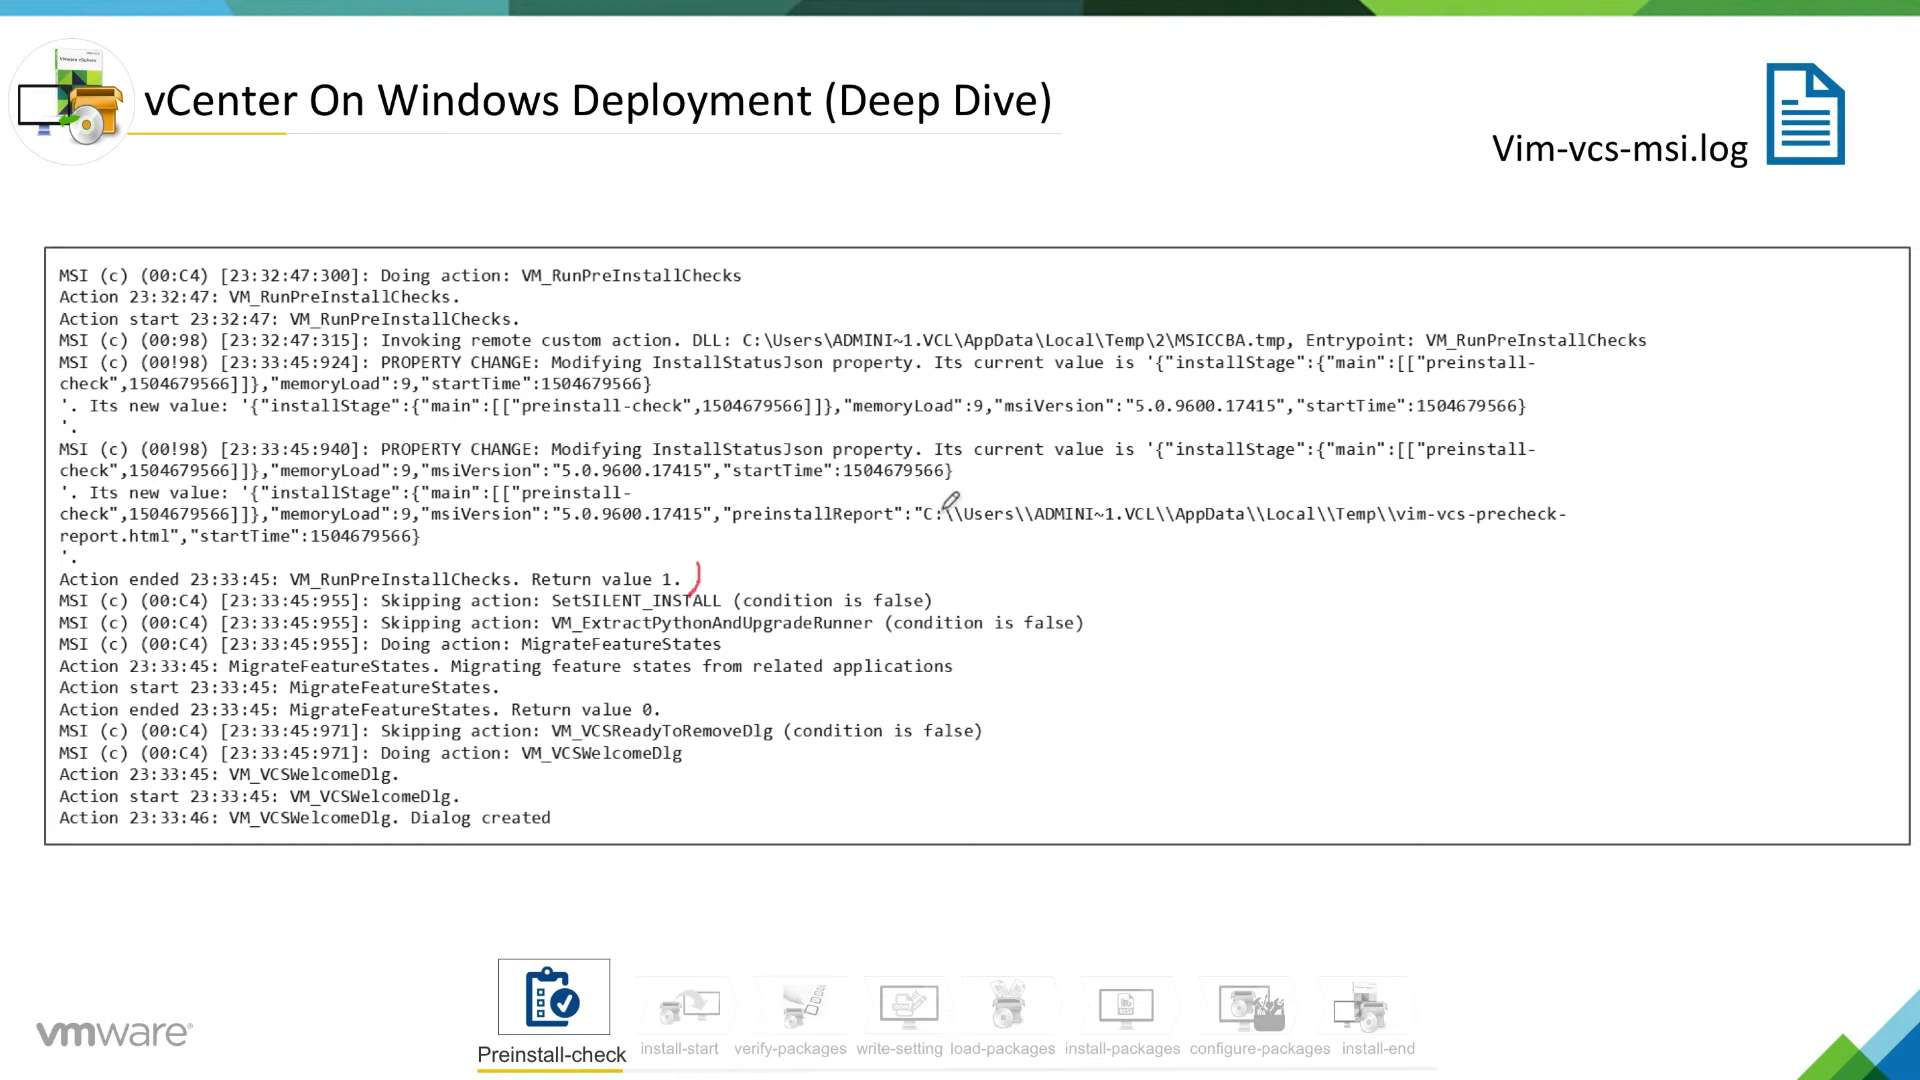 vCenter On Windows Deployment (Deep Dive)
Vim-vcs-msi.log
MSI (c) (00:C4) [23:32:47:300]: Doing action: VM_RunPreInstallChecks
Action 23:32:47: VM_RunPreInstallChecks.
Action start 23:32:47: VM_RunPreInstallChecks.
MSI (c) (00:98) [23:32:47:315]: Invoking remote custom action. DLL: C:\Users\ADMINI~1.VCL\AppData\Local\Temp\2\MSICCBA.tmp, Entrypoint: VM_RunPreInstallChecks
MSI (c) (00!98) [23:33:45:924]: PROPERTY CHANGE: Modifying InstallStatusJson property. Its current value is '{"installStage":{"main":[["preinstall-
check",1504679566]]},"memoryLoad":9,"startTime":1504679566}
'. Its new value: '{"installStage":{"main":[["preinstall-check",1504679566]]},"memoryLoad":9,"msiVersion":"5.0.9600.17415","startTime":1504679566}
'.
MSI (c) (00!98) [23:33:45:940]: PROPERTY CHANGE: Modifying InstallStatusJson property. Its current value is '{"installStage":{"main":[["preinstall-
check",1504679566]]},"memoryLoad":9,"msiVersion":"5.0.9600.17415","startTime":1504679566}
'. Its new value: '{"installStage":{"main":[["preinstall-
check",1504679566]]},"memoryLoad":9,"msiVersion":"5.0.9600.17415","preinstallReport":"C:\\Users\\ADMINI~1.VCL\\AppData\\Local\\Temp\\vim-vcs-precheck-
report.html","startTime":1504679566}
'.
Action ended 23:33:45: VM_RunPreInstallChecks. Return value 1.
MSI (c) (00:C4) [23:33:45:955]: Skipping action: SetSILENT_INSTALL (condition is false)
MSI (c) (00:C4) [23:33:45:955]: Skipping action: VM_ExtractPythonAndUpgradeRunner (condition is false)
MSI (c) (00:C4) [23:33:45:955]: Doing action: MigrateFeatureStates
Action 23:33:45: MigrateFeatureStates. Migrating feature states from related applications
Action start 23:33:45: MigrateFeatureStates.
Action ended 23:33:45: MigrateFeatureStates. Return value 0.
MSI (c) (00:C4) [23:33:45:971]: Skipping action: VM_VCSReadyToRemoveDlg (condition is false)
MSI (c) (00:C4) [23:33:45:971]: Doing action: VM_VCSWelcomeDlg
Action 23:33:45: VM_VCSWelcomeDlg.
Action start 23:33:45: VM_VCSWelcomeDlg.
Action 23:33:46: VM_VCSWelcomeDlg. Dialog created
vmware
Preinstall-check install-start verify-packages write-setting load-packages install-packages configure-packages install-end